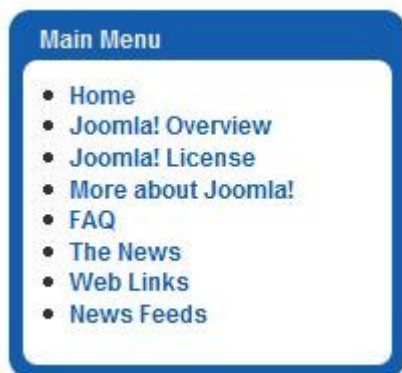 Main Menu
Home
Joomla! Overview
Joomla! License
More about Joomla!
FAQ
The News
Web Links
News Feeds